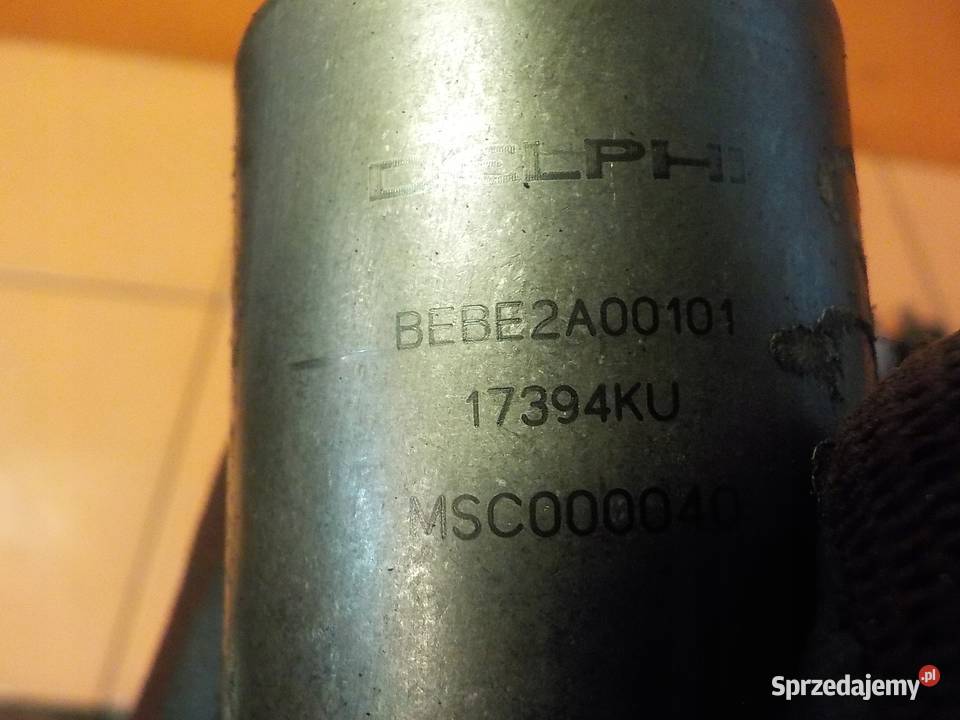 DELPHI
BEBE2A00101
17394KU
MSC000040
Sprzedajemy.pl